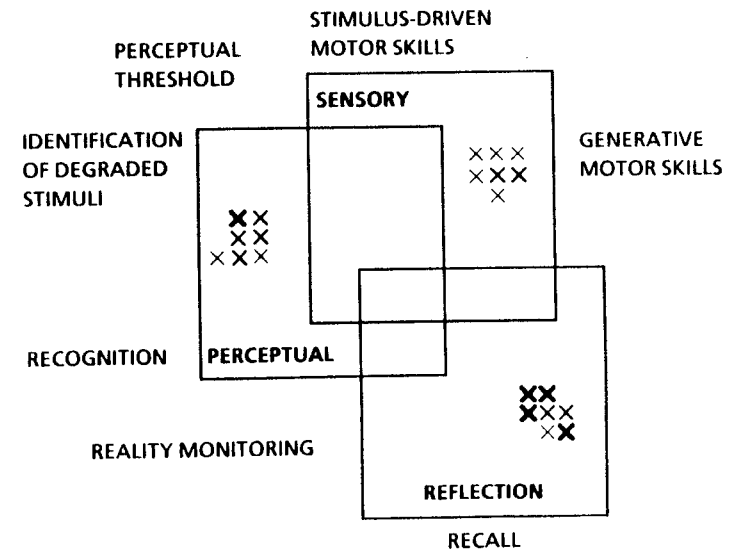 STIMULUS-DRIVEN
MOTOR SKILLS
PERCEPTUAL
THRESHOLD
SENSORY
IDENTIFICATION
OF DEGRADED
STIMULI
GENERATIVE
MOTOR SKILLS
RECOGNITION
PERCEPTUAL
REALITY MONITORING
REFLECTION
RECALL